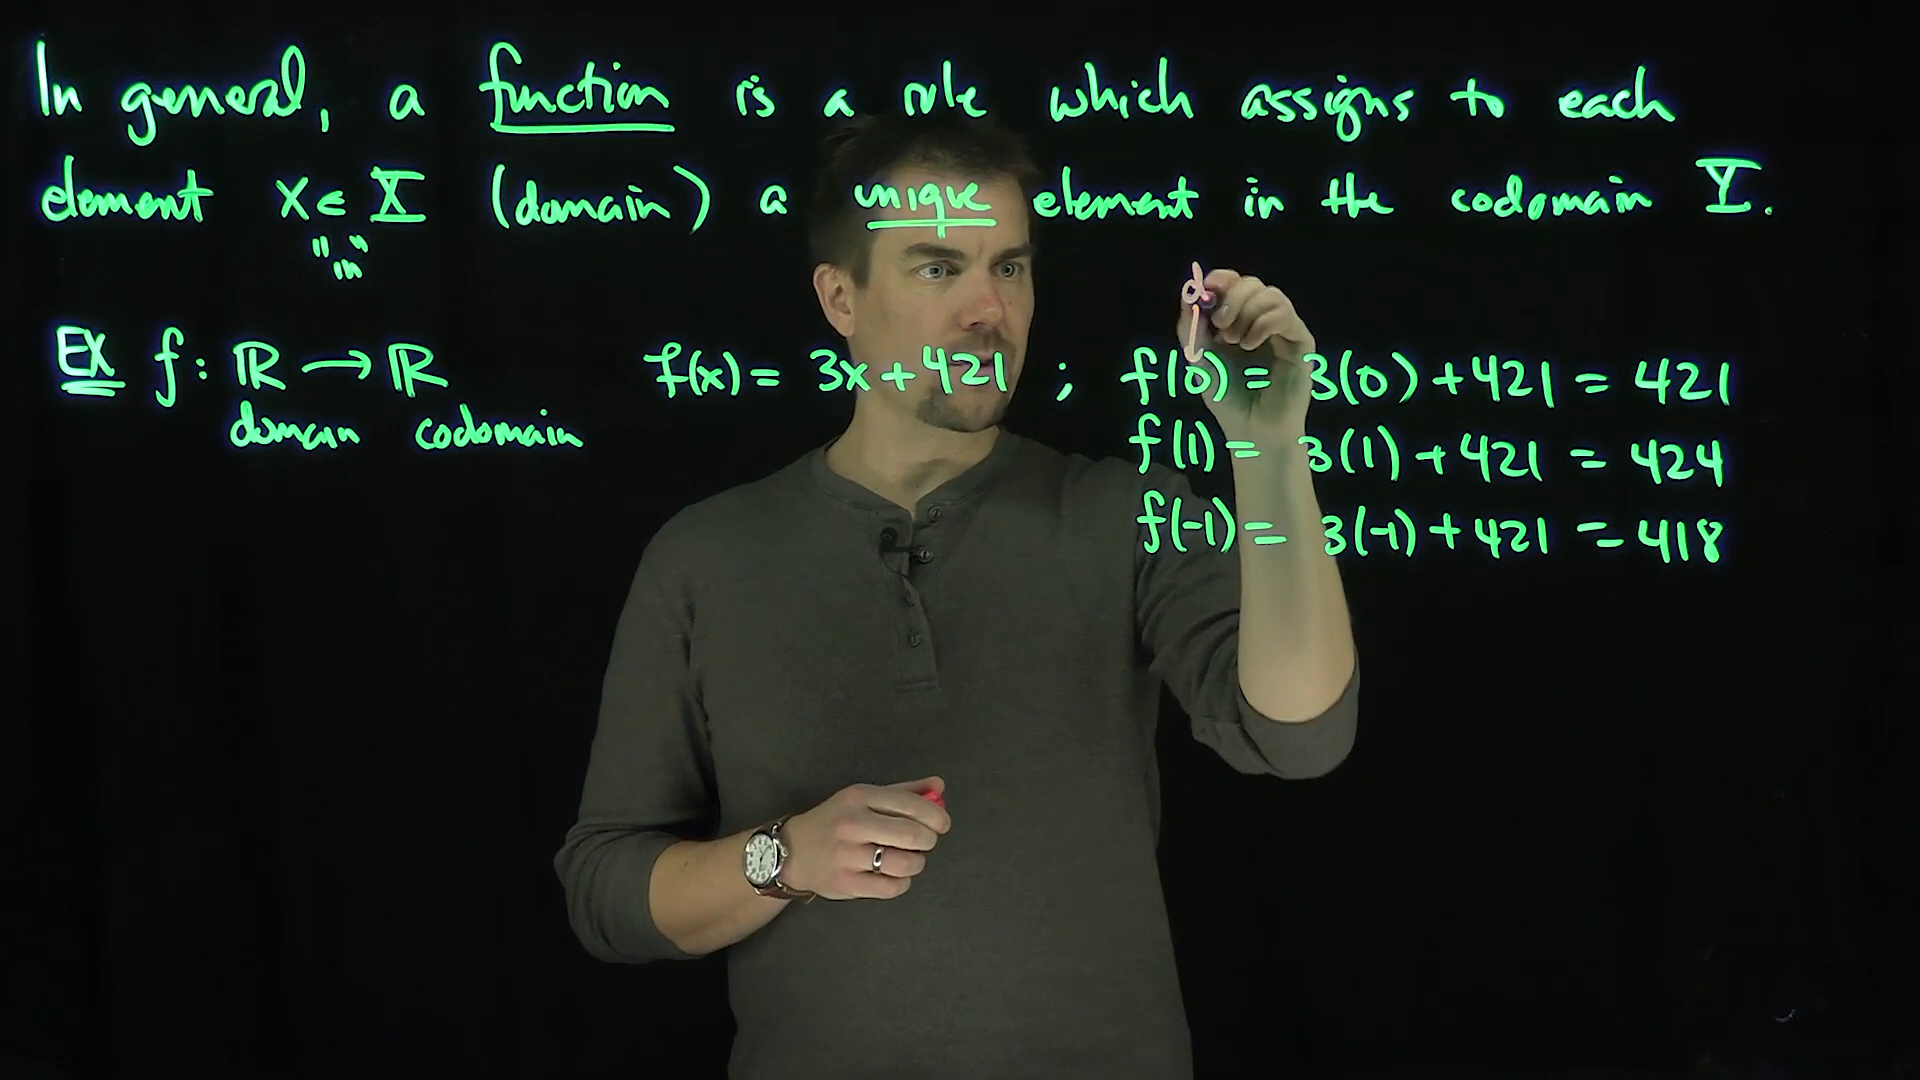 In general, a function is a rule which assigns to each
element x ∈ X (domain) a unique element in the codomain Y.
"in"
EX f: ℝ → ℝ f(x) = 3x + 421 ; f(0) = 3(0) + 421 = 421
domain codomain f(1) = 3(1) + 421 = 424
f(-1) = 3(-1) + 421 = 418